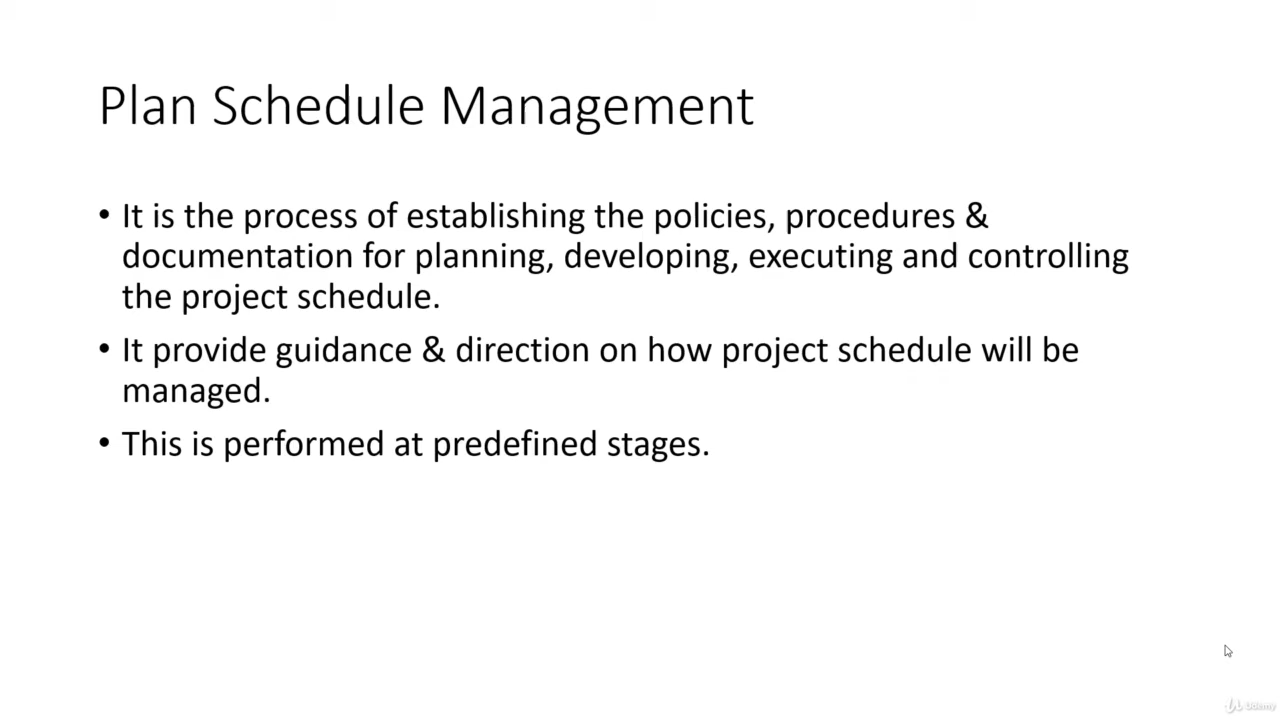 Plan Schedule Management
• It is the process of establishing the policies, procedures &
documentation for planning, developing, executing and controlling
the project schedule.
• It provide guidance & direction on how project schedule will be
managed.
• This is performed at predefined stages.
Udemy